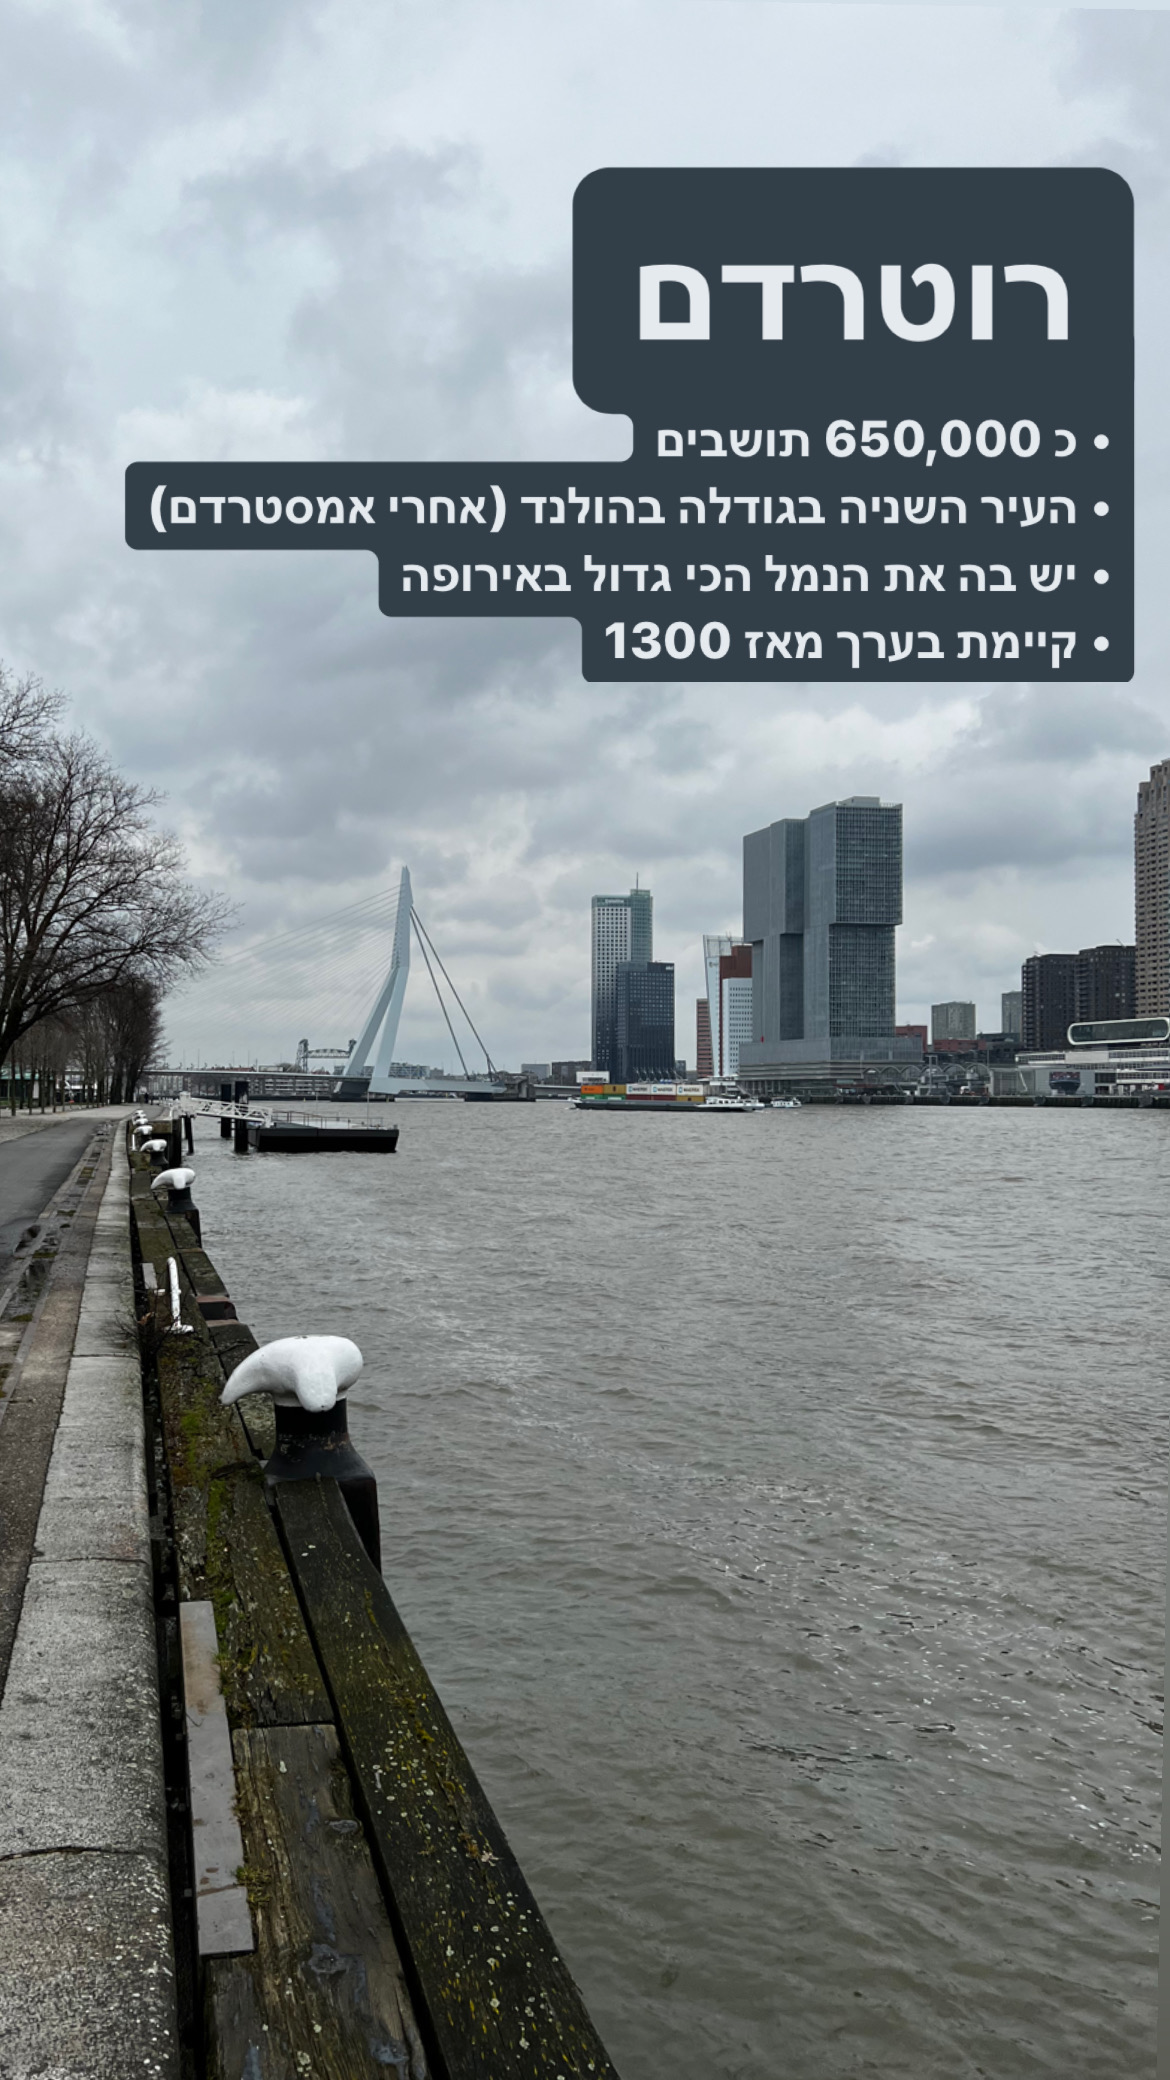 רוטרדם
• כ 650,000 תושבים
• העיר השניה בגודלה בהולנד (אחרי אמסטרדם)
• יש בה את הנמל הכי גדול באירופה
• קיימת בערך מאז 1300